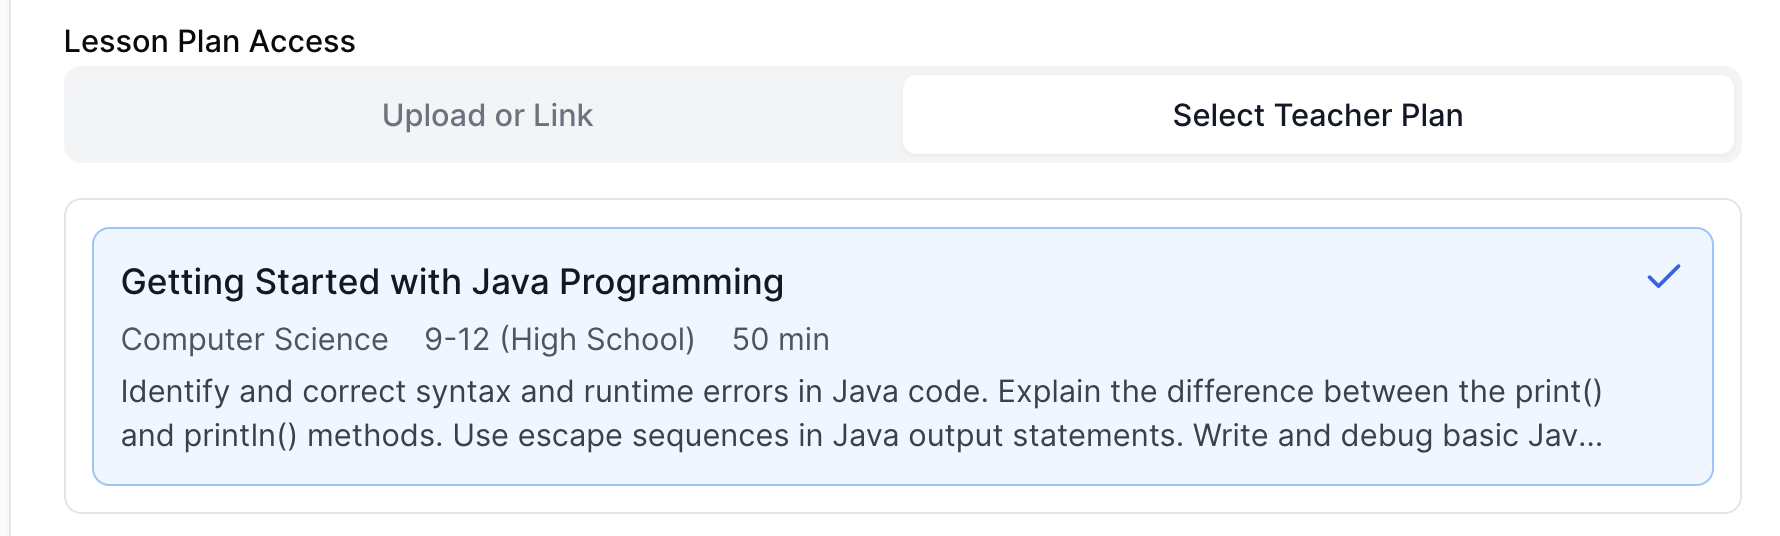 Lesson Plan Access
Upload or Link
Select Teacher Plan
Getting Started with Java Programming
Computer Science 9-12 (High School) 50 min
Identify and correct syntax and runtime errors in Java code. Explain the difference between the print()
and println() methods. Use escape sequences in Java output statements. Write and debug basic Jav...